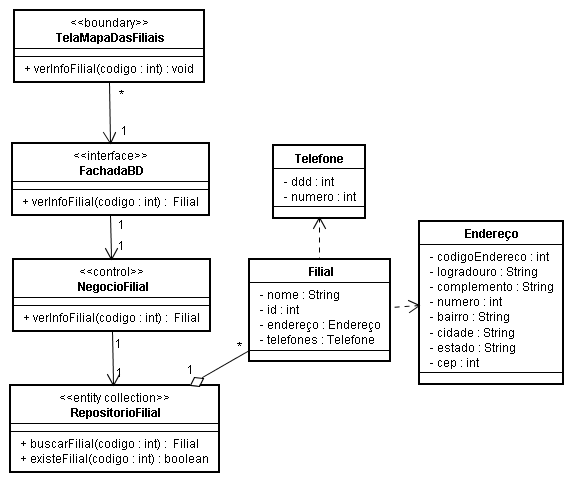 <<boundary>>
TelaMapaDasFiliais
+ verInfoFilial(codigo : int) : void
*
1
<<interface>>
FachadaBD
+ verInfoFilial(codigo : int) : Filial
1
1
<<control>>
NegocioFilial
+ verInfoFilial(codigo : int) : Filial
1
1
<<entity collection>>
RepositorioFilial
+ buscarFilial(codigo : int) : Filial
+ existeFilial(codigo : int) : boolean
1
*
Telefone
- ddd : int
- numero : int
Filial
- nome : String
- id : int
- endereço : Endereço
- telefones : Telefone
Endereço
- codigoEndereco : int
- logradouro : String
- complemento : String
- numero : int
- bairro : String
- cidade : String
- estado : String
- cep : int